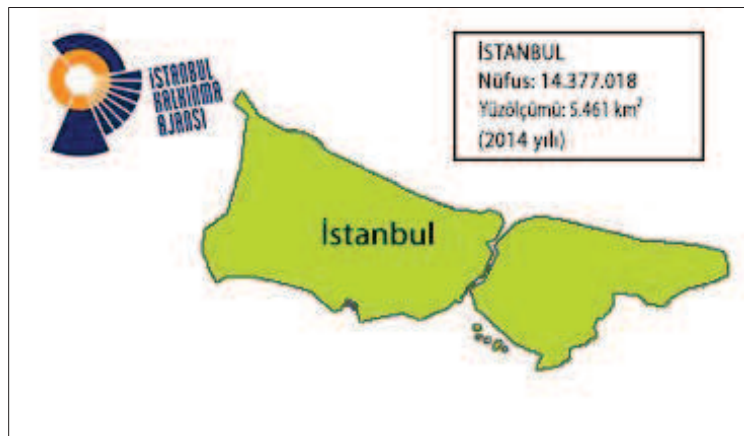 İSTANBUL
KALKINMA
AJANSI
İSTANBUL
Nüfus: 14.377.018
Yüzölçümü: 5.461 km²
(2014 yılı)
İstanbul